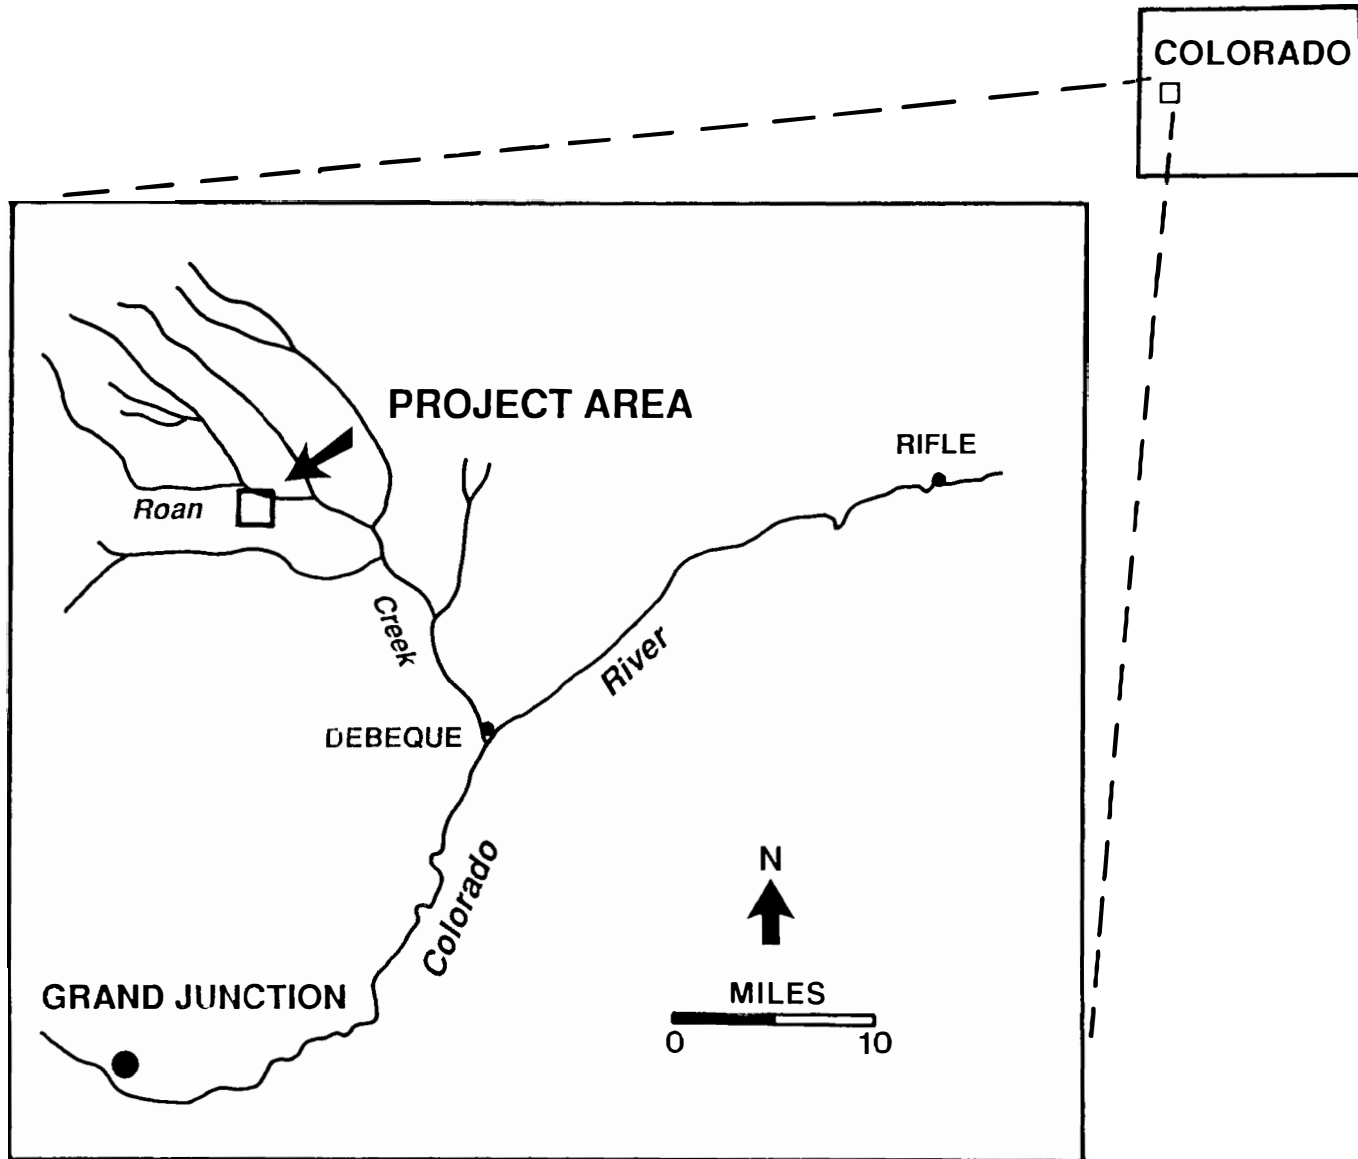 COLORADO
PROJECT AREA
RIFLE
Roan
Creek
River
DEBEQUE
Colorado
N
GRAND JUNCTION
MILES
0 10